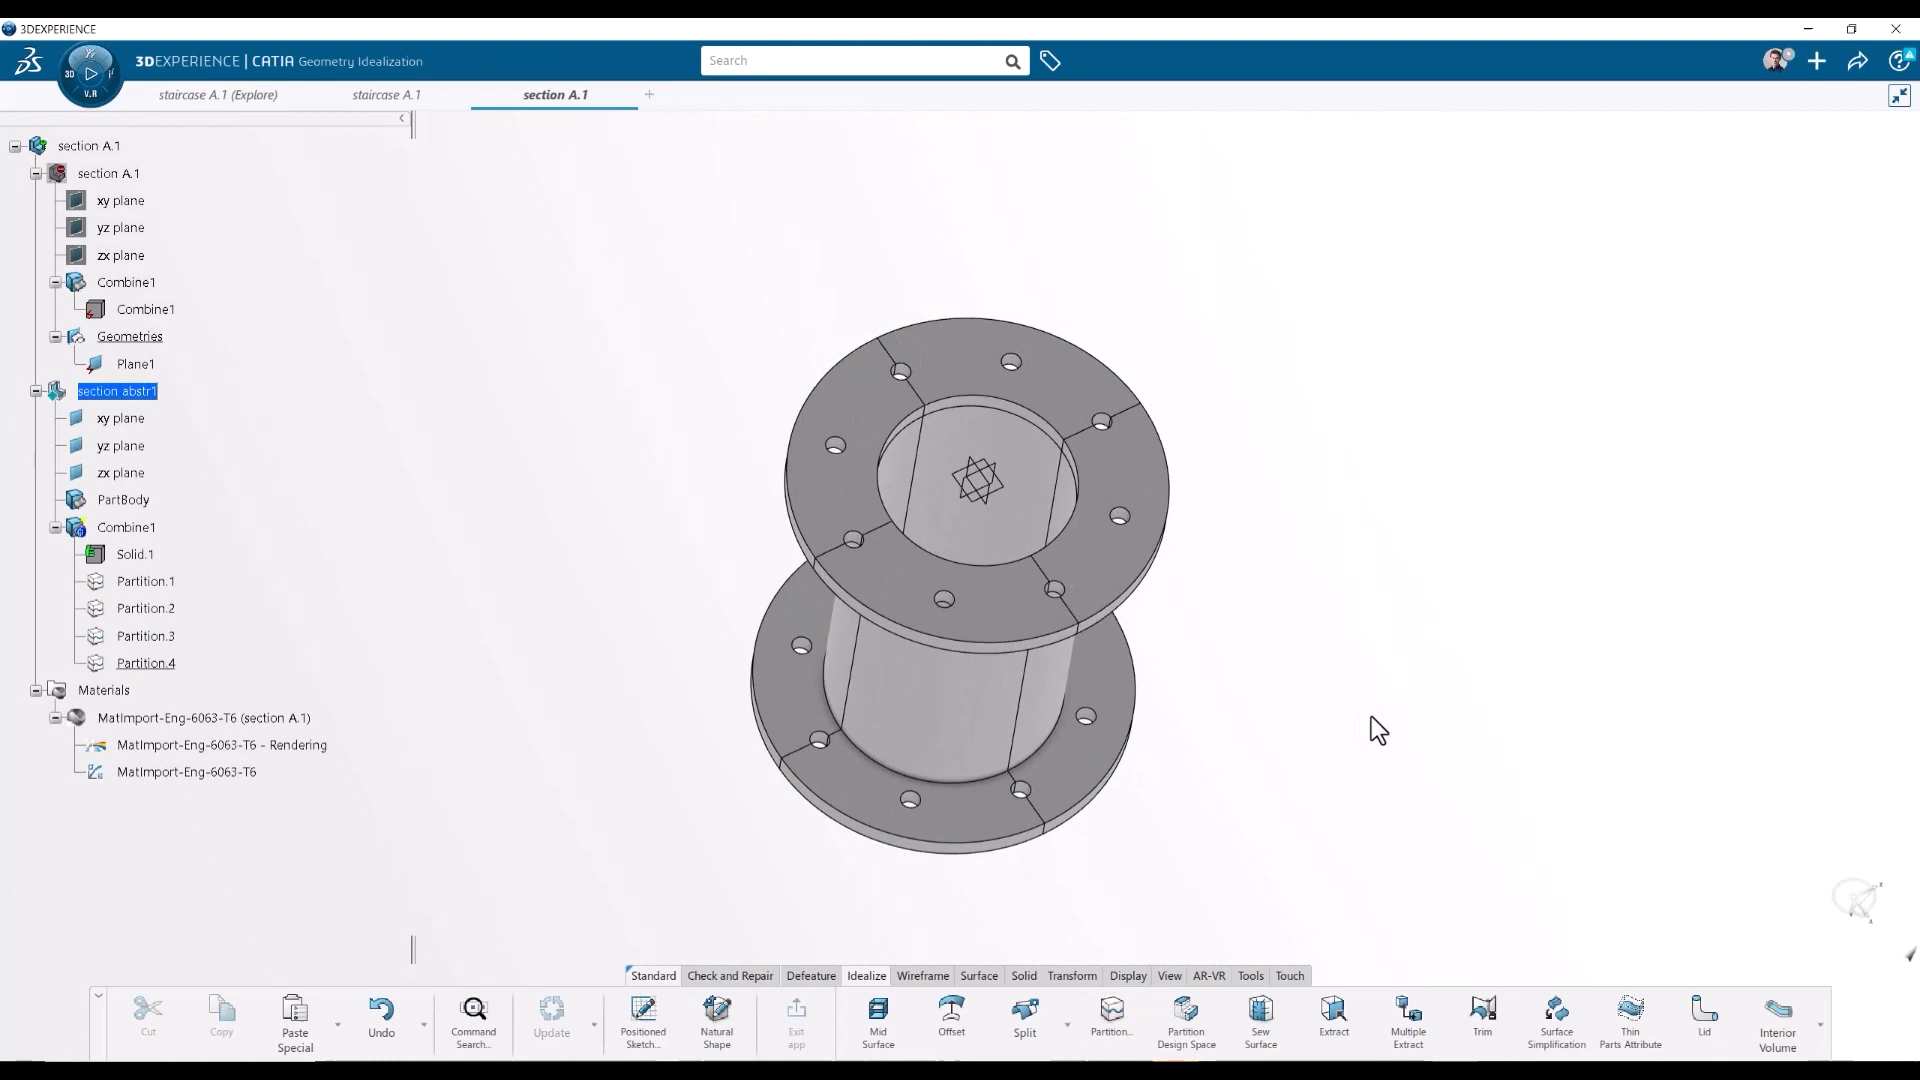 3DEXPERIENCE
3DEXPERIENCE | CATIA Geometry Idealization
Search
3D
V.R
staircase A.1 (Explore)
staircase A.1
section A.1
section A.1
section A.1
xy plane
yz plane
zx plane
Combine1
Combine1
Geometries
Plane1
section abstr1
xy plane
yz plane
zx plane
PartBody
Combine1
Solid.1
Partition.1
Partition.2
Partition.3
Partition.4
Materials
MatImport-Eng-6063-T6 (section A.1)
MatImport-Eng-6063-T6 - Rendering
MatImport-Eng-6063-T6
Standard Check and Repair Defeature Idealize Wireframe Surface Solid Transform Display View AR-VR Tools Touch
Cut
Copy
Paste Special
Undo
Command Search...
Update
Positioned Sketch...
Natural Shape
Exit app
Mid Surface
Offset
Split
Partition...
Partition Design Space
Sew Surface
Extract
Multiple Extract
Trim
Surface Simplification
Thin Parts Attribute
Lid
Interior Volume